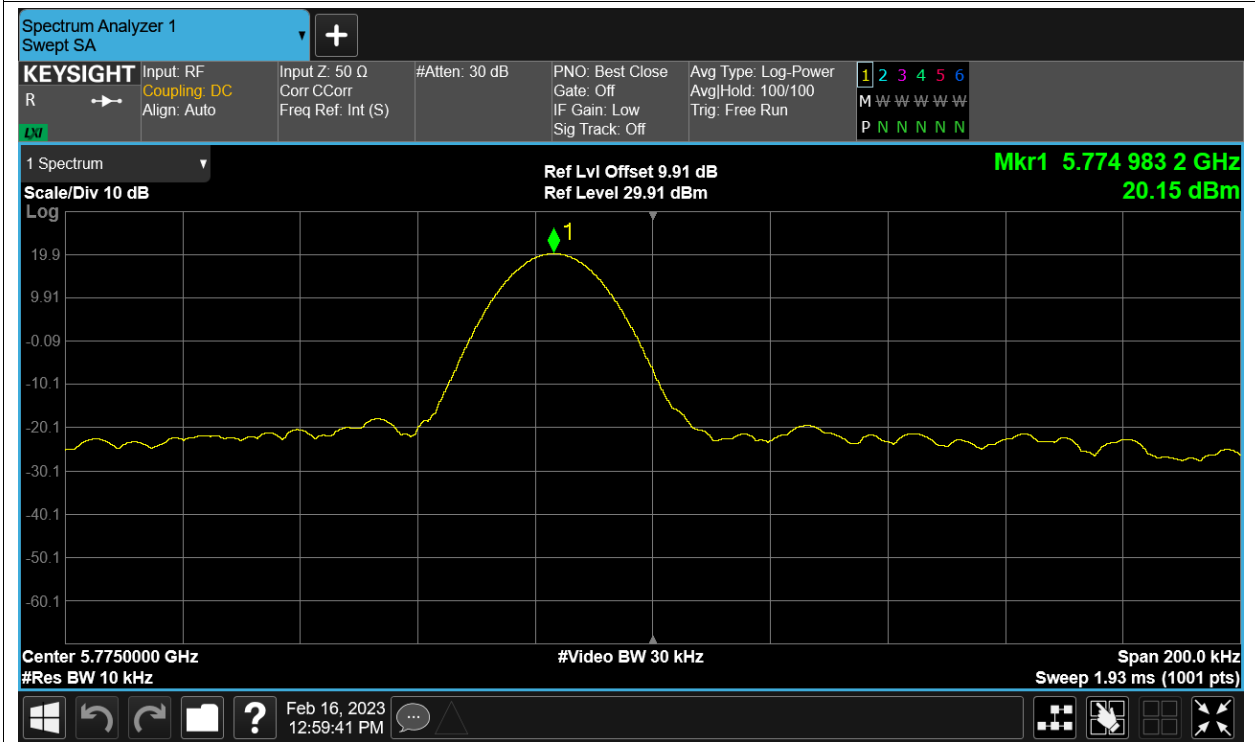 Spectrum Analyzer 1
Swept SA
+
KEYSIGHT Input: RF Input Z: 50 Ω #Atten: 30 dB PNO: Best Close Avg Type: Log-Power 1 2 3 4 5 6
R Coupling: DC Corr CCorr Gate: Off Avg|Hold: 100/100 M W W W W W
Align: Auto Freq Ref: Int (S) IF Gain: Low Trig: Free Run
LXI Sig Track: Off P N N N N N
1 Spectrum Ref Lvl Offset 9.91 dB Mkr1 5.774 983 2 GHz
Scale/Div 10 dB Ref Level 29.91 dBm 20.15 dBm
Log
1
19.9
9.91
-0.09
-10.1
-20.1
-30.1
-40.1
-50.1
-60.1
Center 5.7750000 GHz #Video BW 30 kHz Span 200.0 kHz
#Res BW 10 kHz Sweep 1.93 ms (1001 pts)
? Feb 16, 2023
12:59:41 PM